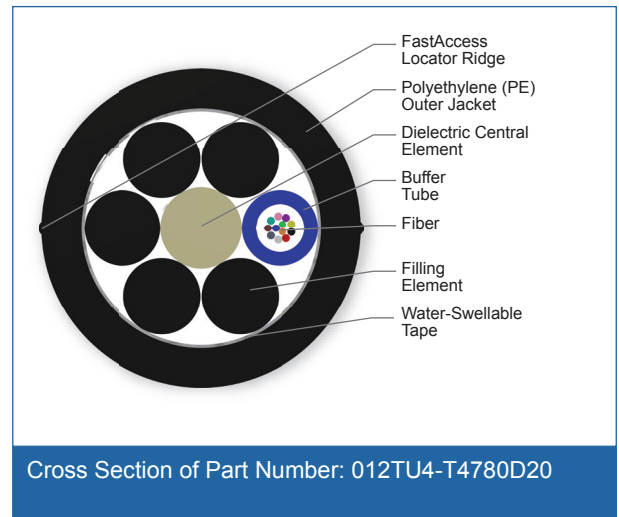 FastAccess
Locator Ridge
Polyethylene (PE)
Outer Jacket
Dielectric Central
Element
Buffer
Tube
Fiber
Filling
Element
Water-Swellable
Tape
Cross Section of Part Number: 012TU4-T4780D20